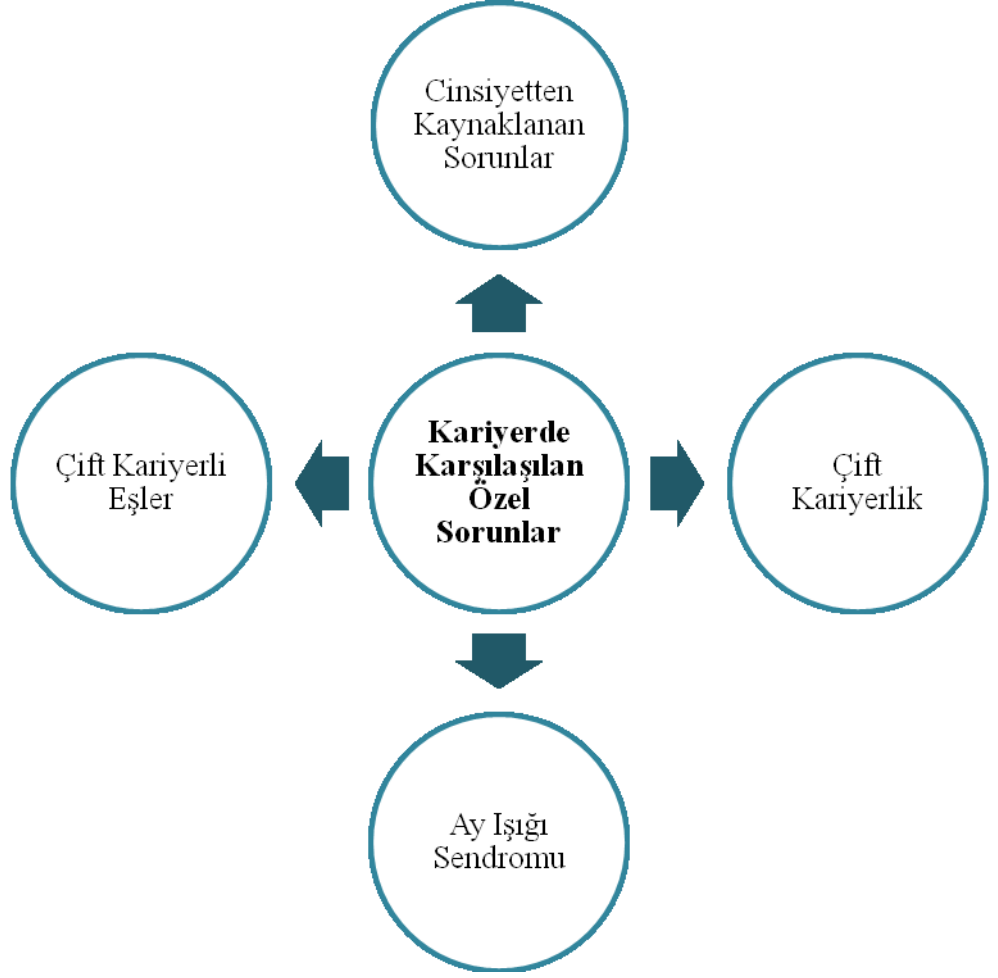 Cinsiyetten
Kaynaklanan
Sorunlar
Çift Kariyerli
Eşler
Kariyerde
Karşılaşılan
Özel
Sorunlar
Çift
Kariyerlik
Ay Işığı
Sendromu